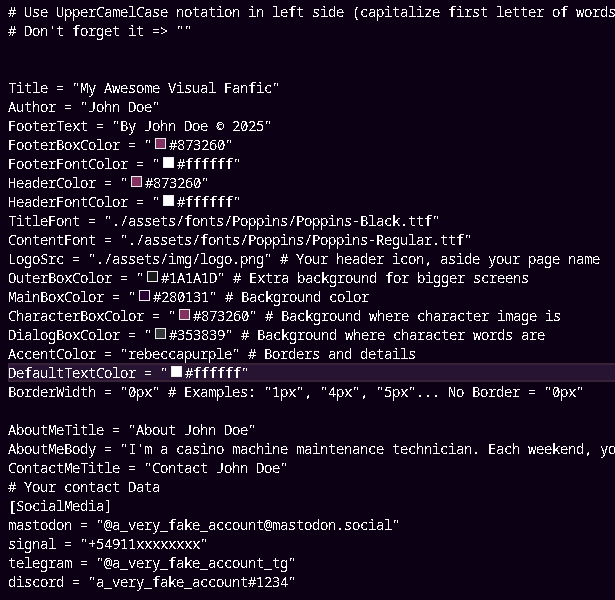 # Use UpperCamelCase notation in left side (capitalize first letter of words
# Don't forget it => ""
Title = "My Awesome Visual Fanfic"
Author = "John Doe"
FooterText = "By John Doe © 2025"
FooterBoxColor = "#873260"
FooterFontColor = "#ffffff"
HeaderColor = "#873260"
HeaderFontColor = "#ffffff"
TitleFont = "./assets/fonts/Poppins/Poppins-Black.ttf"
ContentFont = "./assets/fonts/Poppins/Poppins-Regular.ttf"
LogoSrc = "./assets/img/logo.png" # Your header icon, aside your page name
OuterBoxColor = "#1A1A1D" # Extra background for bigger screens
MainBoxColor = "#280131" # Background color
CharacterBoxColor = "#873260" # Background where character image is
DialogBoxColor = "#353839" # Background where character words are
AccentColor = "rebeccapurple" # Borders and details
DefaultTextColor = "#ffffff"
BorderWidth = "0px" # Examples: "1px", "4px", "5px"... No Border = "0px"
AboutMeTitle = "About John Doe"
AboutMeBody = "I'm a casino machine maintenance technician. Each weekend, yo
ContactMeTitle = "Contact John Doe"
# Your contact Data
[SocialMedia]
mastodon = "@a_very_fake_account@mastodon.social"
signal = "+54911xxxxxxxx"
telegram = "@a_very_fake_account_tg"
discord = "a_very_fake_account#1234"